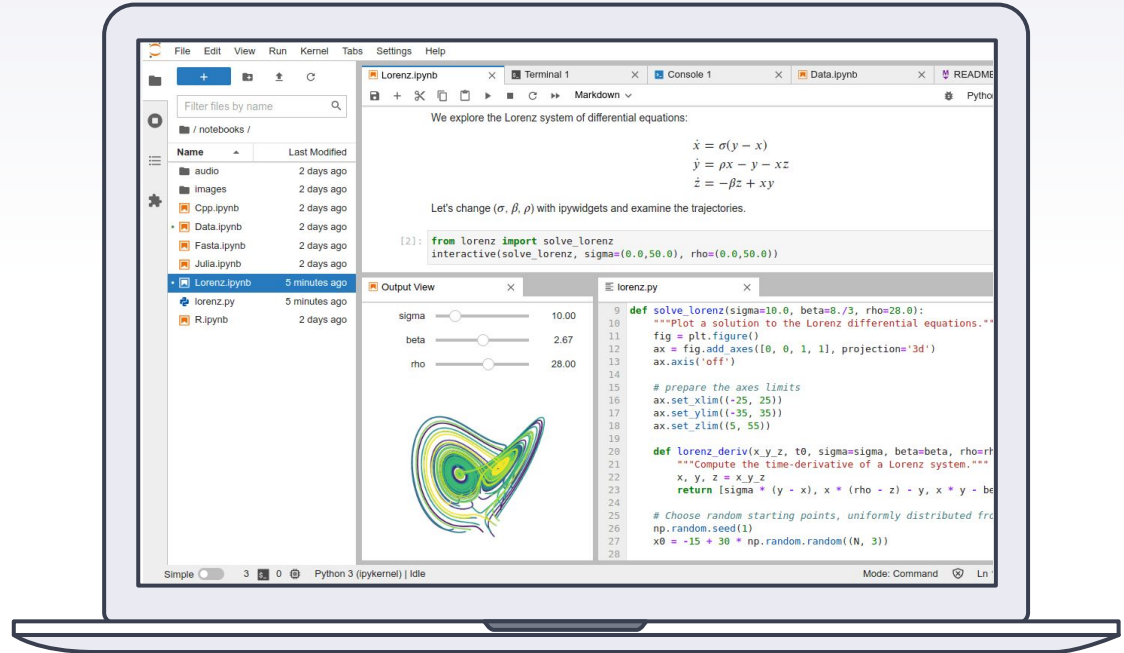 File Edit View Run Kernel Tabs Settings Help
+
Filter files by name
/ notebooks /
Name Last Modified
audio 2 days ago
images 2 days ago
Cpp.ipynb 2 days ago
Data.ipynb 2 days ago
Fasta.ipynb 2 days ago
Julia.ipynb 2 days ago
Lorenz.ipynb 5 minutes ago
lorenz.py 5 minutes ago
R.ipynb 2 days ago
Lorenz.ipynb Terminal 1 Console 1 Data.ipynb README
Markdown Pytho
We explore the Lorenz system of differential equations:
ẋ = σ(y − x)
ẏ = ρx − y − xz
ż = −βz + xy
Let's change (σ, β, ρ) with ipywidgets and examine the trajectories.
[2]: from lorenz import solve_lorenz
interactive(solve_lorenz, sigma=(0.0,50.0), rho=(0.0,50.0))
Output View
sigma 10.00
beta 2.67
rho 28.00
lorenz.py
9 def solve_lorenz(sigma=10.0, beta=8./3, rho=28.0):
10 """Plot a solution to the Lorenz differential equations.""
11 fig = plt.figure()
12 ax = fig.add_axes([0, 0, 1, 1], projection='3d')
13 ax.axis('off')
14
15 # prepare the axes limits
16 ax.set_xlim((-25, 25))
17 ax.set_ylim((-35, 35))
18 ax.set_zlim((5, 55))
19
20 def lorenz_deriv(x_y_z, t0, sigma=sigma, beta=beta, rho=rh
21 """Compute the time-derivative of a Lorenz system."""
22 x, y, z = x_y_z
23 return [sigma * (y - x), x * (rho - z) - y, x * y - be
24
25 # Choose random starting points, uniformly distributed fro
26 np.random.seed(1)
27 x0 = -15 + 30 * np.random.random((N, 3))
28
Simple 3 0 Python 3 (ipykernel) | Idle Mode: Command Ln